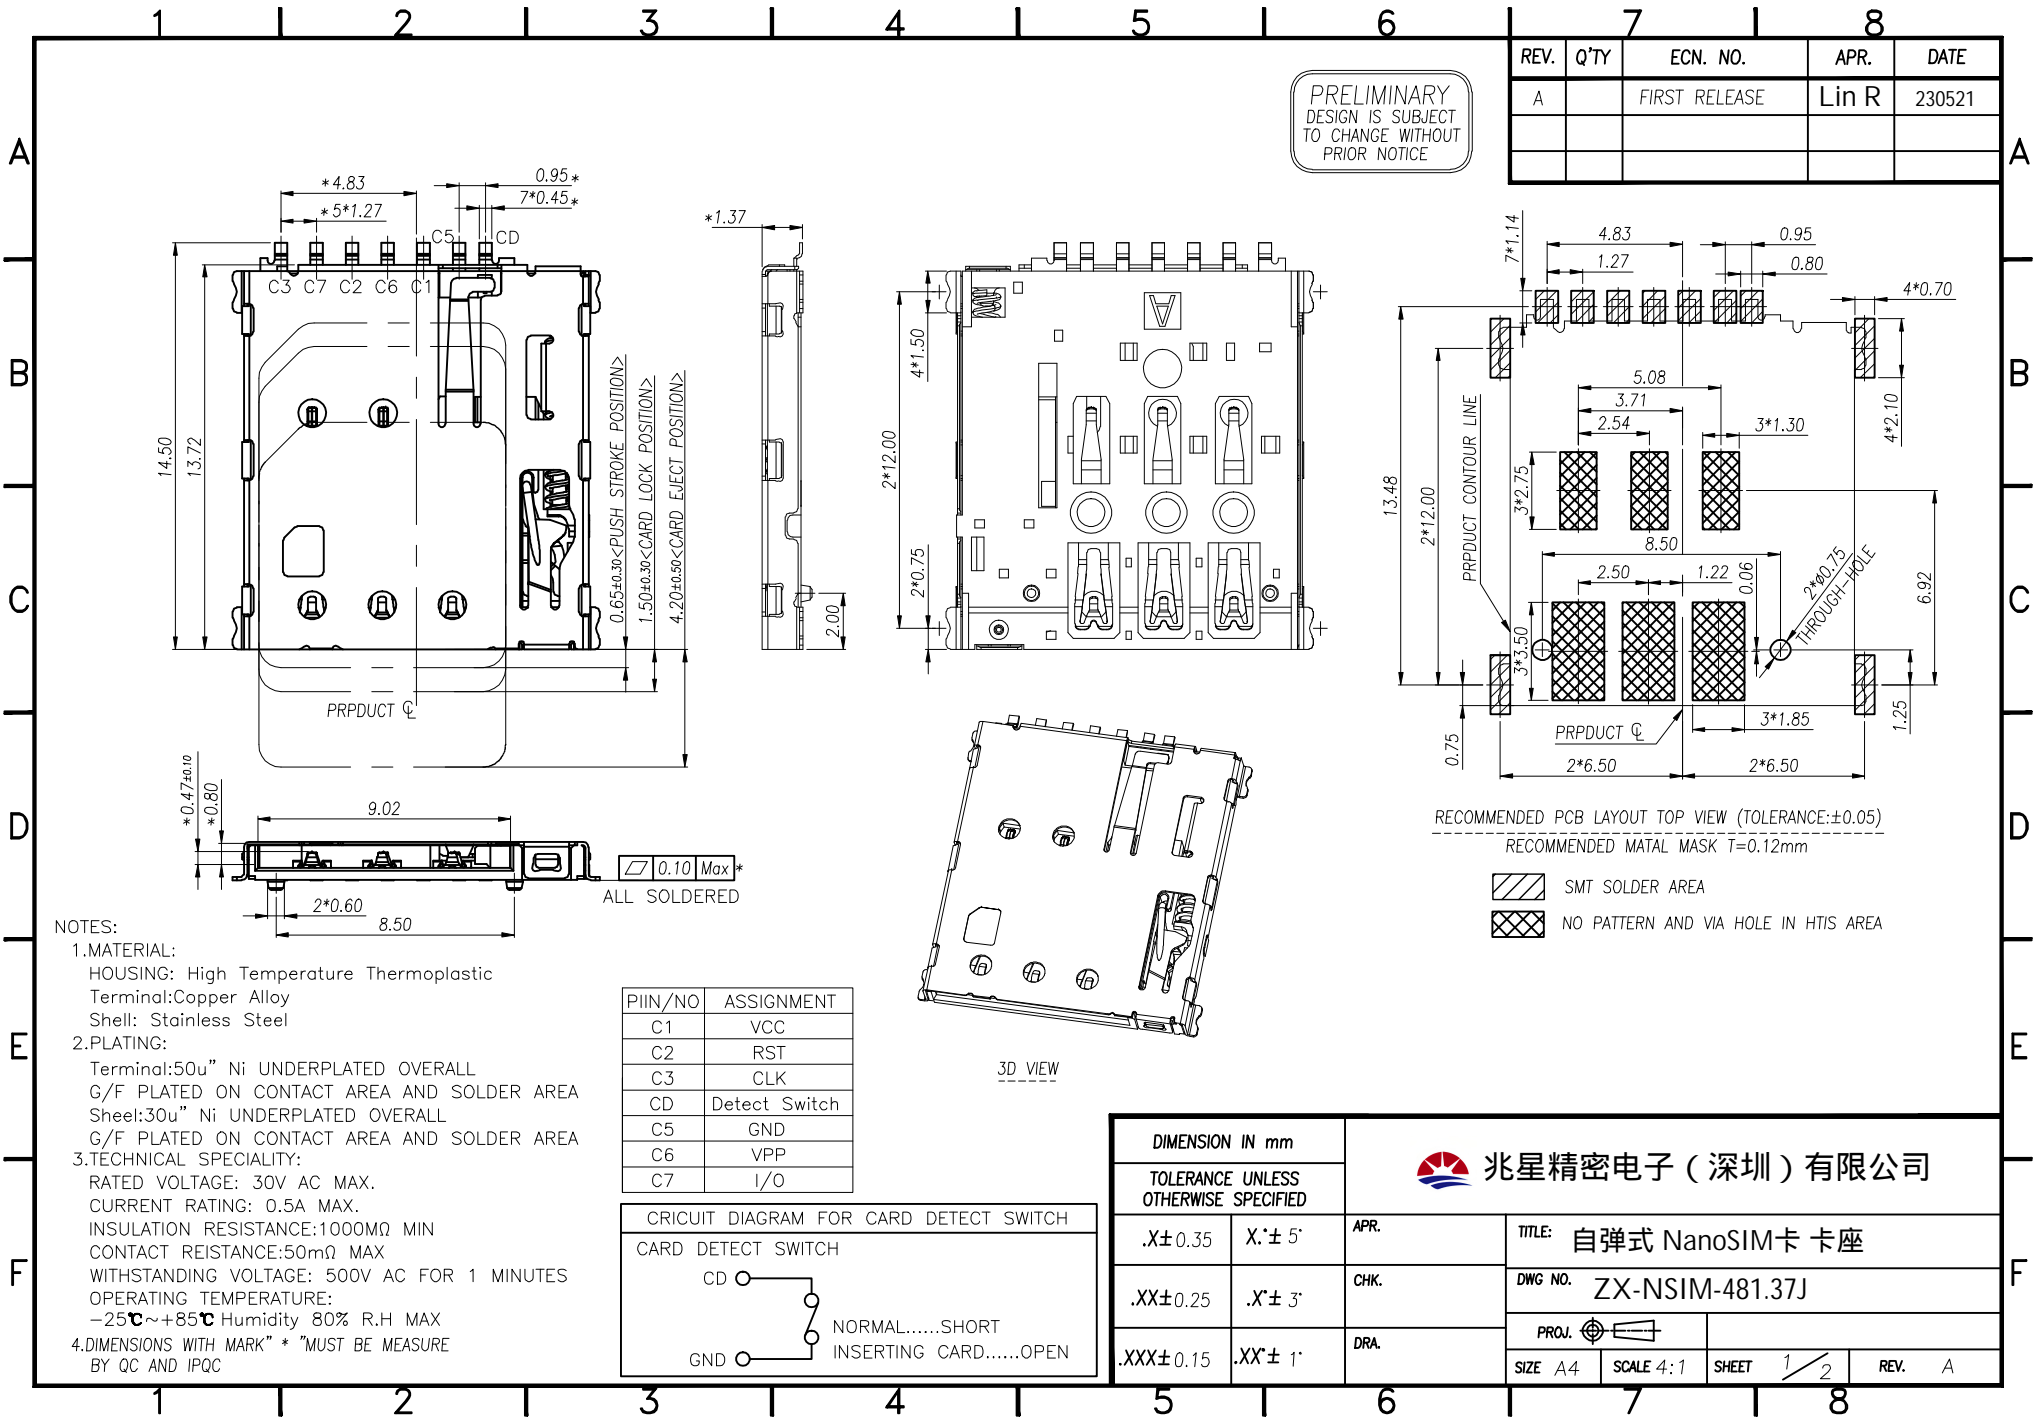 1 2 3 4 5 6 7 8
A B C D E F
REV. Q'TY ECN. NO. APR. DATE
A FIRST RELEASE Lin R 230521
PRELIMINARY
DESIGN IS SUBJECT
TO CHANGE WITHOUT
PRIOR NOTICE
*4.83
0.95*
7*0.45*
*5*1.27
C5 CD
C3 C7 C2 C6 C1
14.50
13.72
0.65±0.30<PUSH STROKE POSITION>
1.50±0.30<CARD LOCK POSITION>
4.20±0.50<CARD EJECT POSITION>
PRPDUCT ℄
*1.37
2.00
4*1.50
2*12.00
2*0.75
A
7*1.14
4.83
0.95
1.27
0.80
4*0.70
5.08
3.71
2.54
3*1.30
4*2.10
13.48
2*12.00
PRPDUCT CONTOUR LINE
3*2.75
8.50
2.50
1.22
0.06
2*ø0.75
THROUGH-HOLE
6.92
3*3.50
1.25
0.75
PRPDUCT ℄
3*1.85
2*6.50
2*6.50
RECOMMENDED PCB LAYOUT TOP VIEW (TOLERANCE:±0.05)
RECOMMENDED MATAL MASK T=0.12mm
SMT SOLDER AREA
NO PATTERN AND VIA HOLE IN HTIS AREA
*0.47±0.10
*0.80
9.02
2*0.60
8.50
0.10 Max*
ALL SOLDERED
3D VIEW
NOTES:
1.MATERIAL:
HOUSING: High Temperature Thermoplastic
Terminal:Copper Alloy
Shell: Stainless Steel
2.PLATING:
Terminal:50u" Ni UNDERPLATED OVERALL
G/F PLATED ON CONTACT AREA AND SOLDER AREA
Sheel:30u" Ni UNDERPLATED OVERALL
G/F PLATED ON CONTACT AREA AND SOLDER AREA
3.TECHNICAL SPECIALITY:
RATED VOLTAGE: 30V AC MAX.
CURRENT RATING: 0.5A MAX.
INSULATION RESISTANCE:1000MΩ MIN
CONTACT REISTANCE:50mΩ MAX
WITHSTANDING VOLTAGE: 500V AC FOR 1 MINUTES
OPERATING TEMPERATURE:
-25℃~+85℃ Humidity 80% R.H MAX
4.DIMENSIONS WITH MARK" * "MUST BE MEASURE
BY QC AND IPQC
PIIN/NO ASSIGNMENT
C1 VCC
C2 RST
C3 CLK
CD Detect Switch
C5 GND
C6 VPP
C7 I/O
CRICUIT DIAGRAM FOR CARD DETECT SWITCH
CARD DETECT SWITCH
CD
NORMAL......SHORT
INSERTING CARD......OPEN
GND
DIMENSION IN mm
TOLERANCE UNLESS
OTHERWISE SPECIFIED
.X±0.35 X.°± 5°
.XX±0.25 .X°± 3°
.XXX±0.15 .XX°± 1°
兆星精密电子（深圳）有限公司
APR.
CHK.
DRA.
TITLE: 自弹式 NanoSIM卡 卡座
DWG NO. ZX-NSIM-481.37J
PROJ.
SIZE A4 SCALE 4:1 SHEET 1/2 REV. A
1 2 3 4 5 6 7 8
A B C D E F